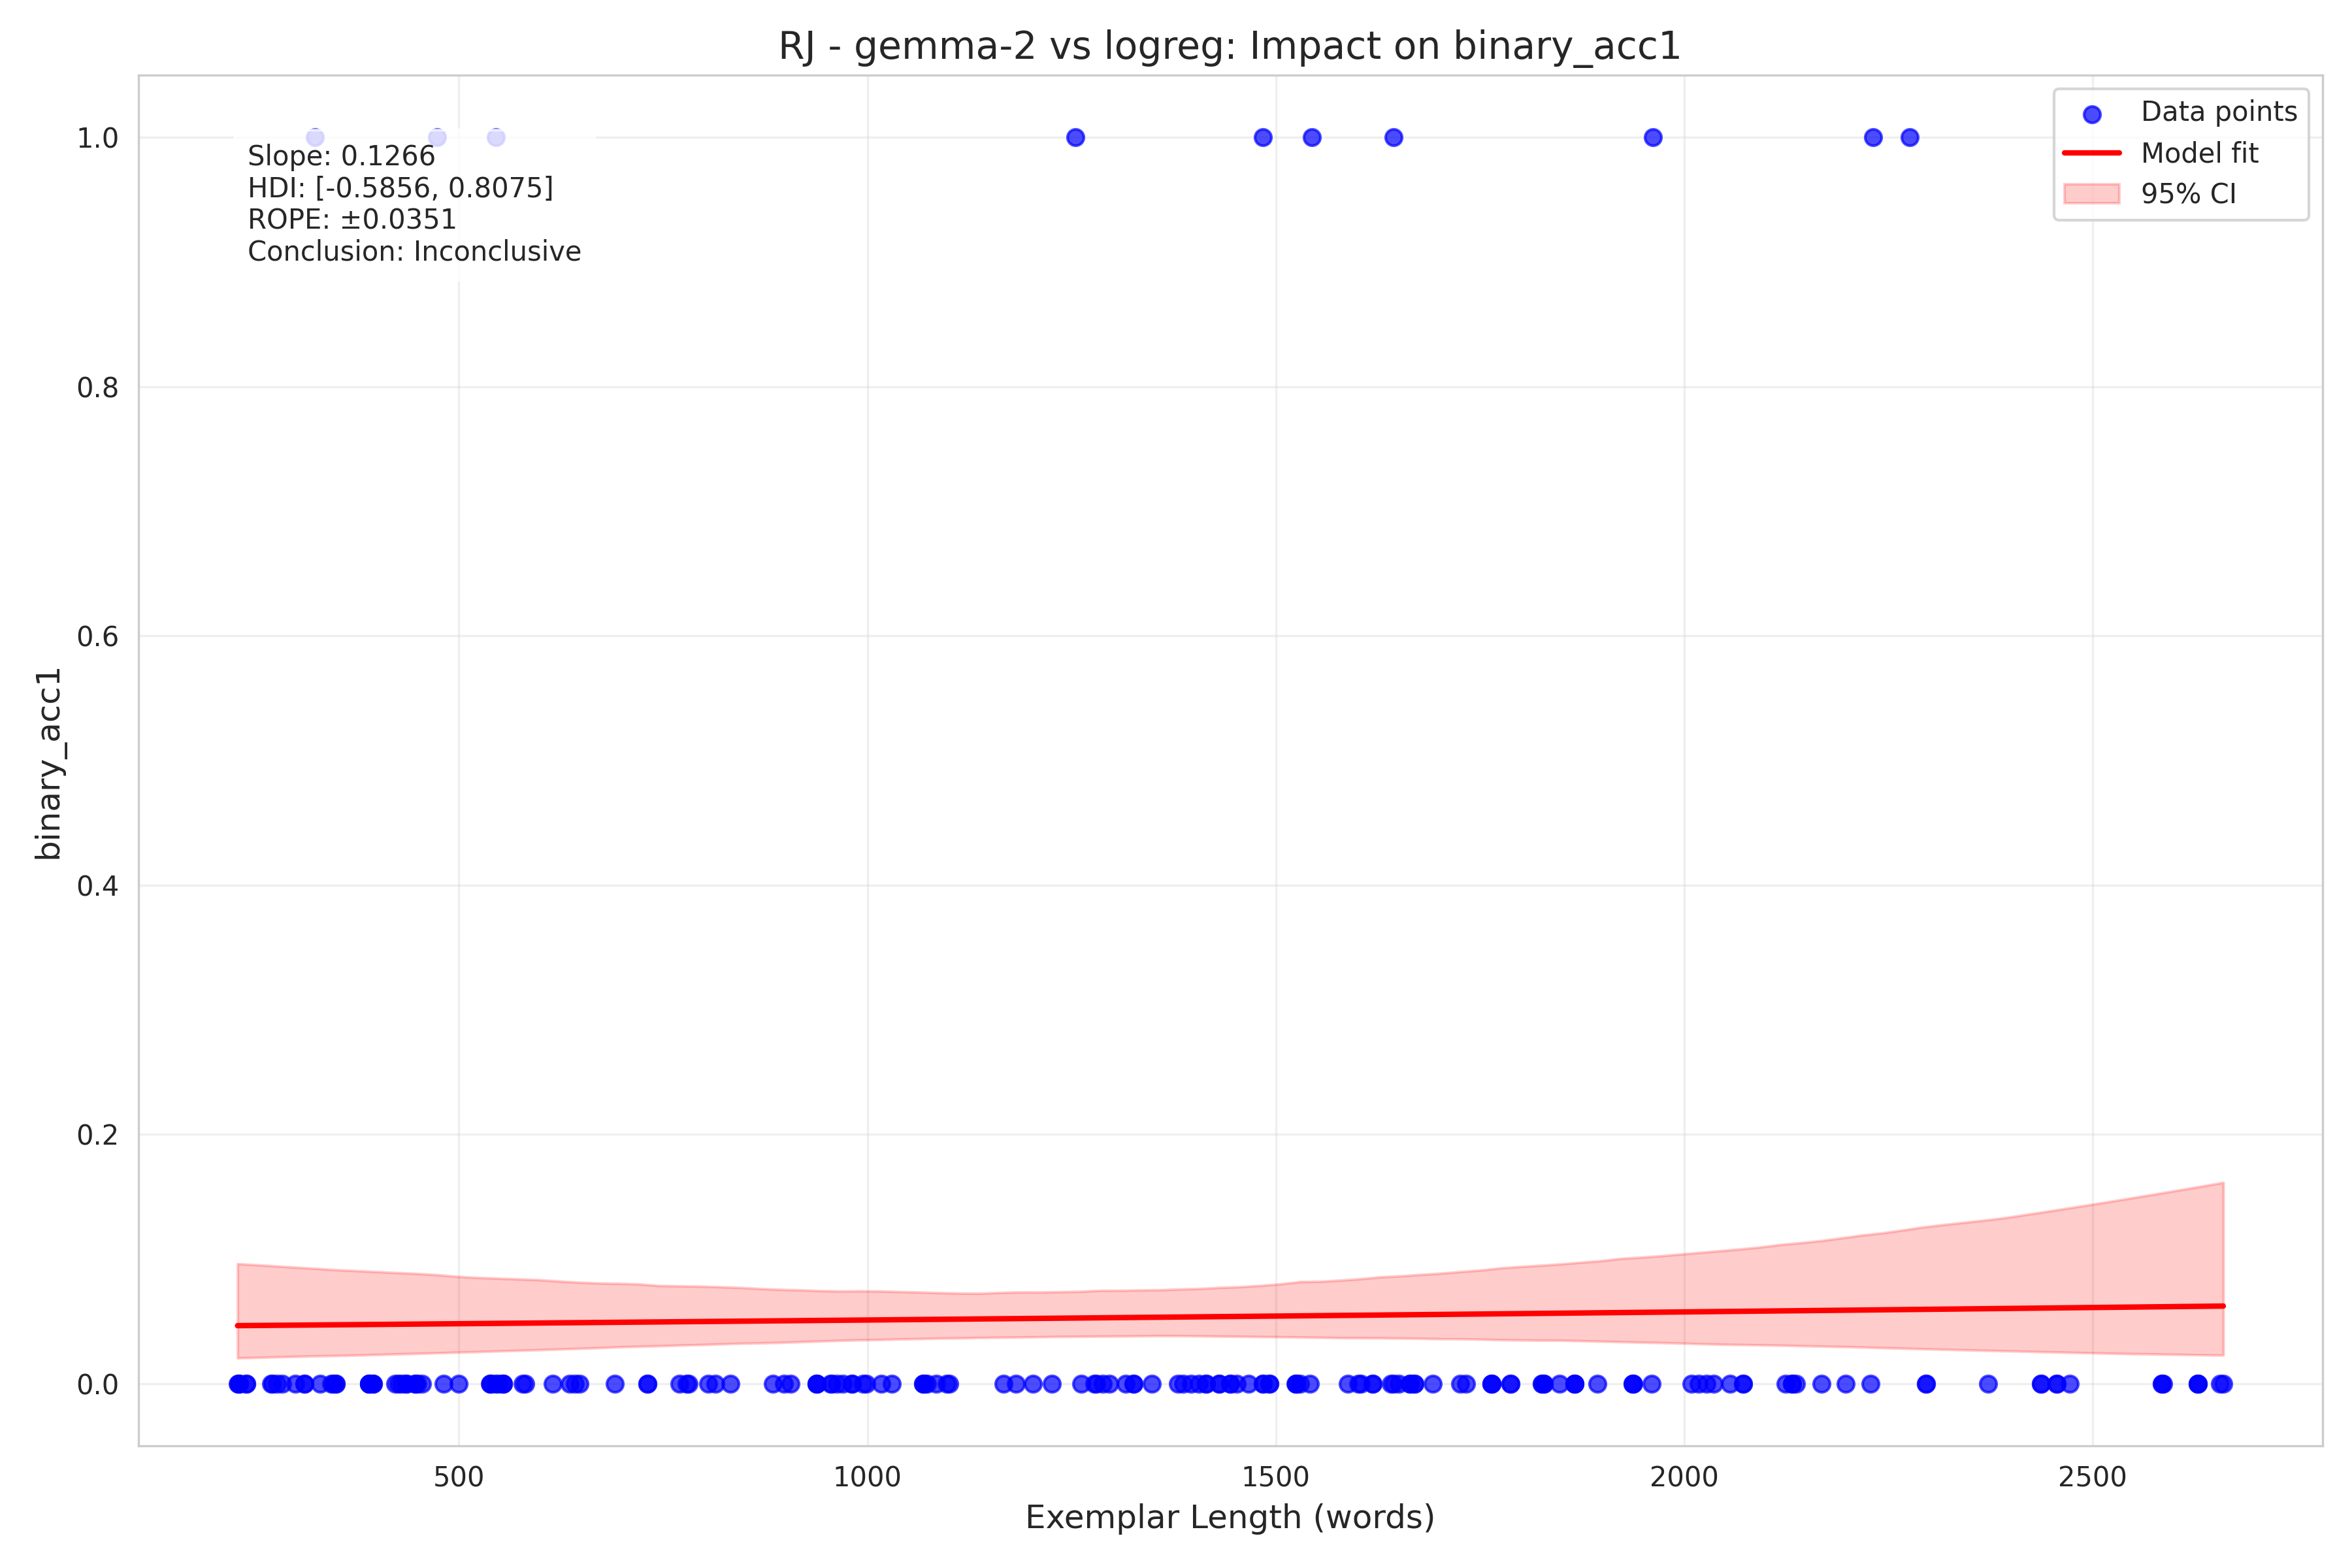 RJ - gemma-2 vs logreg: Impact on binary_acc1
Data points
Model fit
95% CI
Slope: 0.1266
HDI: [-0.5856, 0.8075]
ROPE: ±0.0351
Conclusion: Inconclusive
binary_acc1
1.0
0.8
0.6
0.4
0.2
0.0
500
1000
1500
2000
2500
Exemplar Length (words)